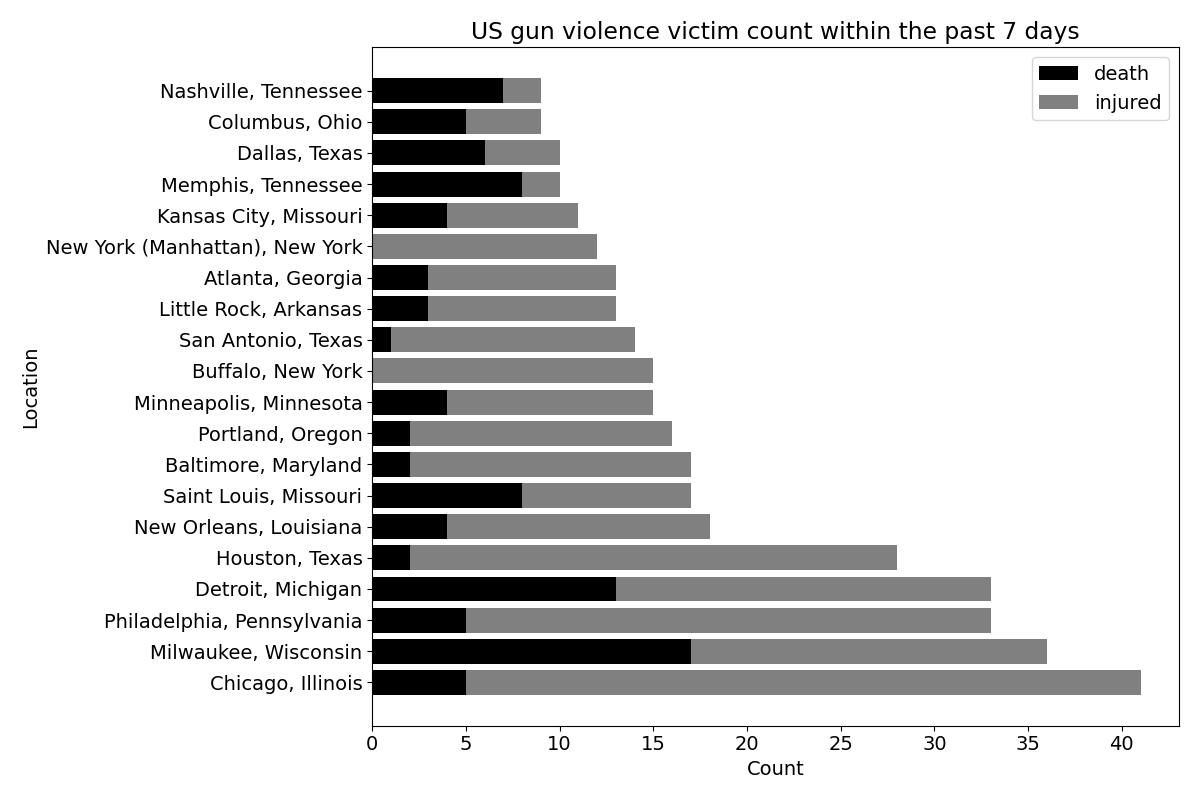 US gun violence victim count within the past 7 days
death
injured
Nashville, Tennessee
Columbus, Ohio
Dallas, Texas
Memphis, Tennessee
Kansas City, Missouri
New York (Manhattan), New York
Atlanta, Georgia
Little Rock, Arkansas
San Antonio, Texas
Buffalo, New York
Minneapolis, Minnesota
Portland, Oregon
Baltimore, Maryland
Saint Louis, Missouri
New Orleans, Louisiana
Houston, Texas
Detroit, Michigan
Philadelphia, Pennsylvania
Milwaukee, Wisconsin
Chicago, Illinois
Location
0 5 10 15 20 25 30 35 40
Count